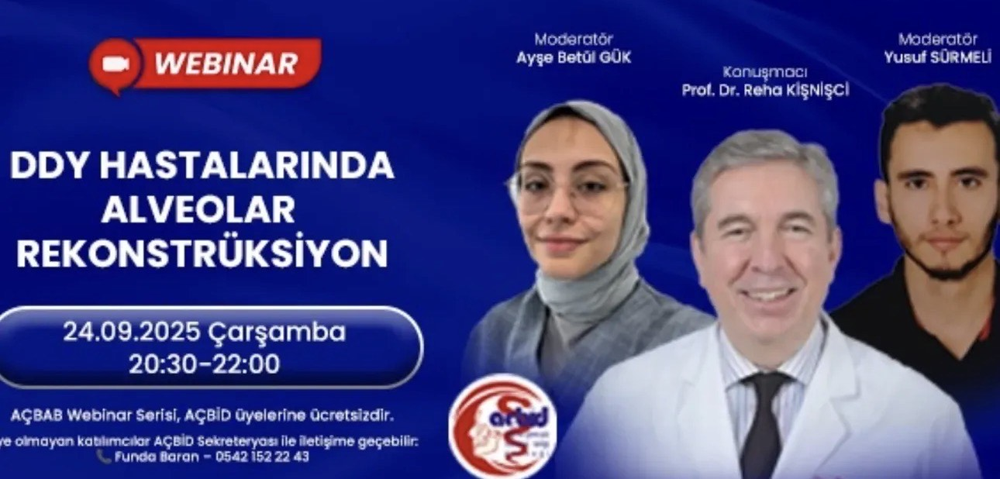 WEBINAR
DDY HASTALARINDA
ALVEOLAR
REKONSTRÜKSİYON
24.09.2025 Çarşamba
20:30-22:00
AÇBAB Webinar Serisi, AÇBİD üyelerine ücretsizdir.
olmayan katılımcılar AÇBİD Sekreteryası ile iletişime geçebilir:
Funda Baran – 0542 152 22 43
Moderatör
Ayşe Betül GÜK
Konuşmacı
Prof. Dr. Reha KİŞNİŞCİ
Moderatör
Yusuf SÜRMELİ